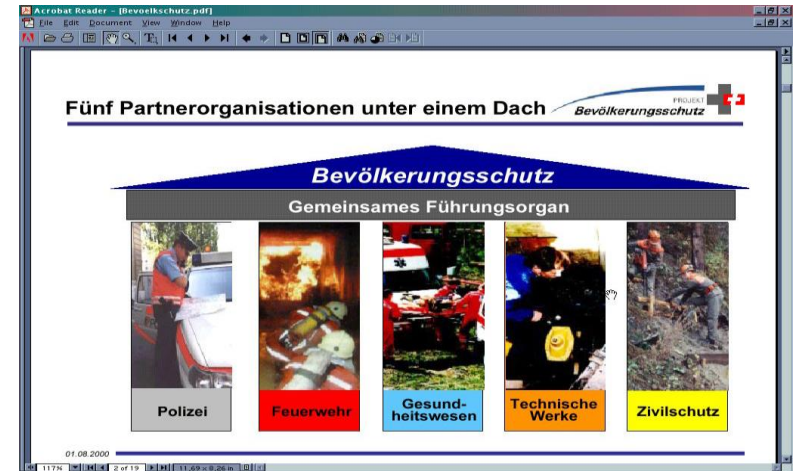 Acrobat Reader - [Bevoelkschutz.pdf]
File Edit Document View Window Help
Fünf Partnerorganisationen unter einem Dach
PROJEKT
Bevölkerungsschutz
Bevölkerungsschutz
Gemeinsames Führungsorgan
Polizei
Feuerwehr
Gesund-
heitswesen
Technische
Werke
Zivilschutz
01.08.2000
117% 2 of 19 11.69 x 8.26 in